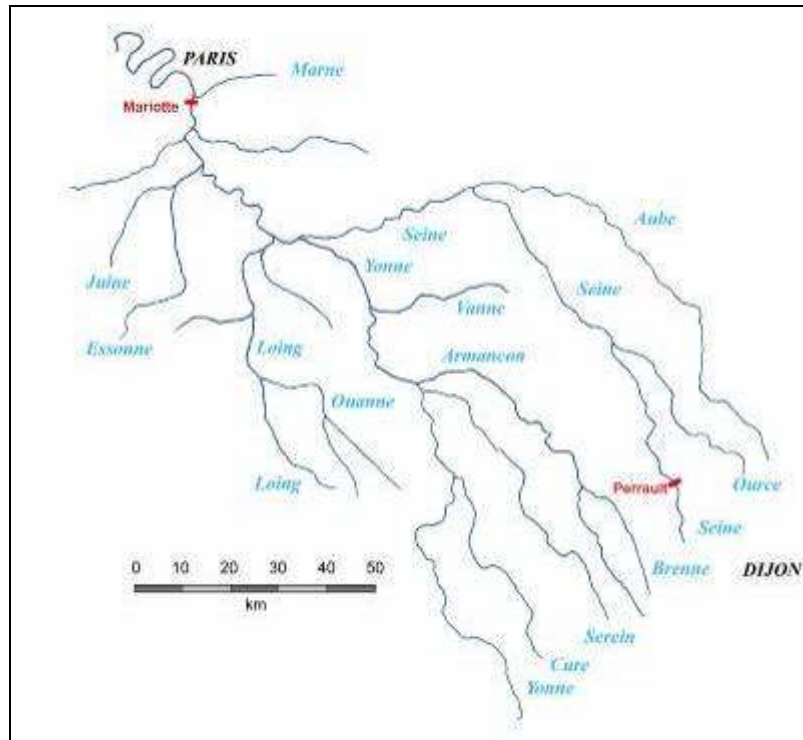 PARIS
Marne
Mariotte
Aube
Seine
Yonne
Juine
Seine
Vanne
Essonne
Loing
Armancon
Ouanne
Loing
Perrault
Ource
Seine
0 10 20 30 40 50
km
Brenne
DIJON
Serein
Cure
Yonne